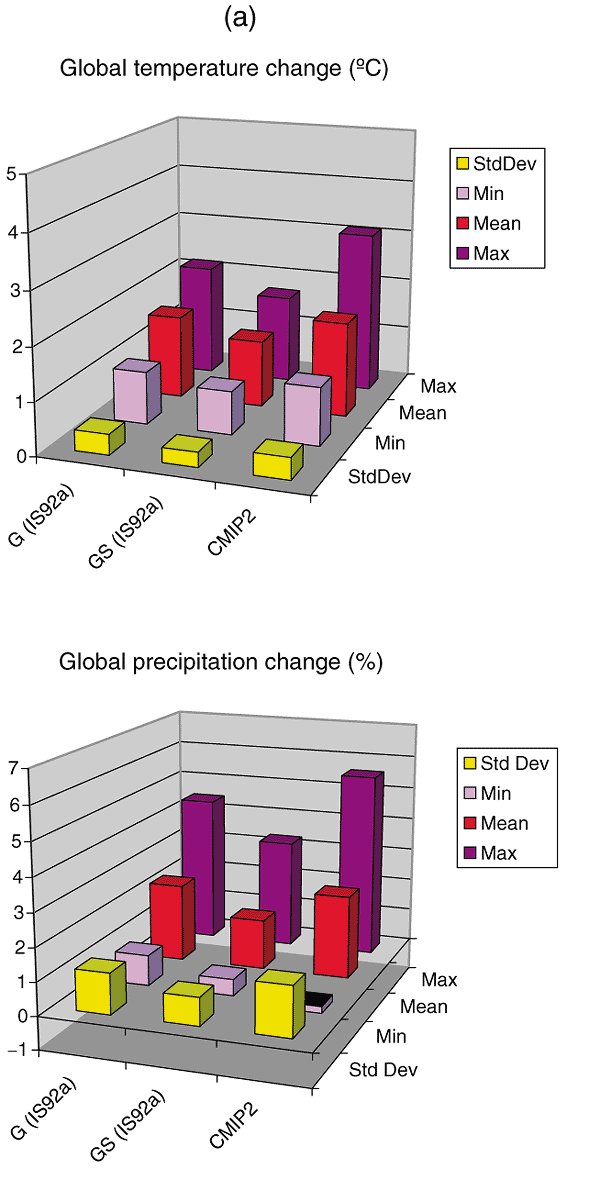 (a)
Global temperature change (ºC)
5
4
3
2
1
0
StdDev
Min
Mean
Max
Max
Mean
Min
StdDev
G (IS92a)
GS (IS92a)
CMIP2
Global precipitation change (%)
7
6
5
4
3
2
1
0
−1
Std Dev
Min
Mean
Max
Max
Mean
Min
Std Dev
G (IS92a)
GS (IS92a)
CMIP2